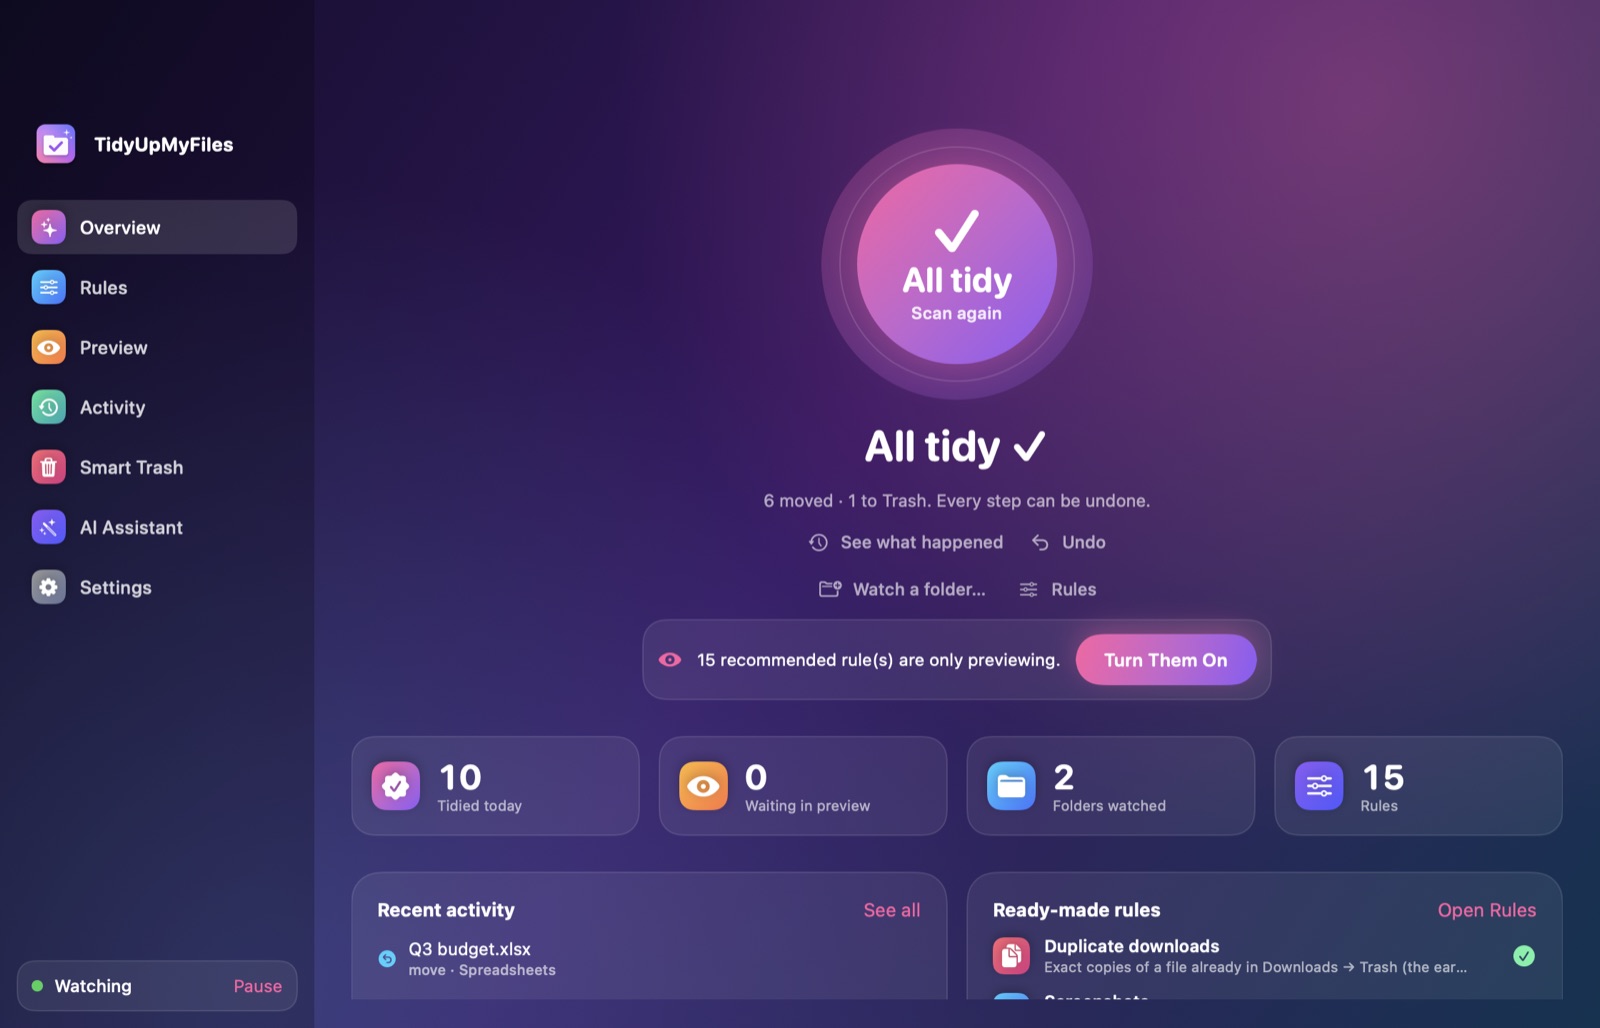 TidyUpMyFiles
Overview
Rules
Preview
Activity
Smart Trash
AI Assistant
Settings
Watching
Pause
All tidy
Scan again
All tidy ✓
6 moved · 1 to Trash. Every step can be undone.
See what happened
Undo
Watch a folder...
Rules
15 recommended rule(s) are only previewing.
Turn Them On
10
Tidied today
0
Waiting in preview
2
Folders watched
15
Rules
Recent activity
See all
Q3 budget.xlsx
move · Spreadsheets
Ready-made rules
Open Rules
Duplicate downloads
Exact copies of a file already in Downloads → Trash (the ear...